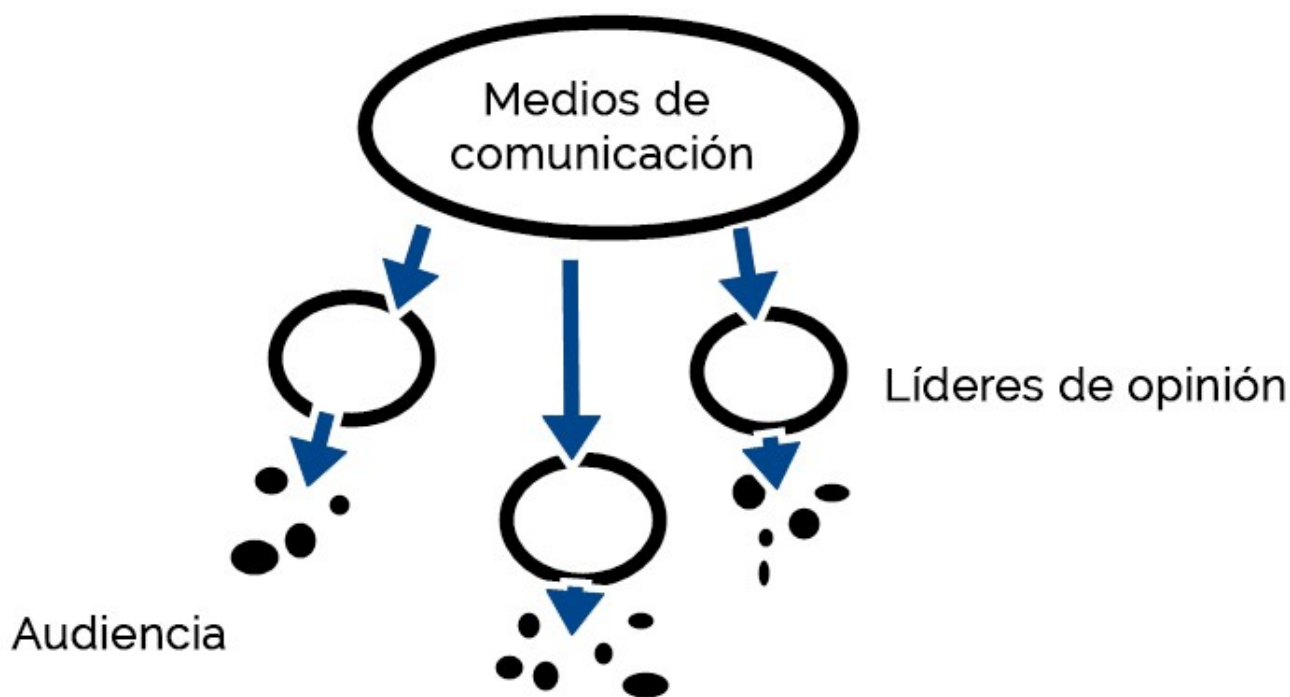 Medios de
comunicación
Líderes de opinión
Audiencia